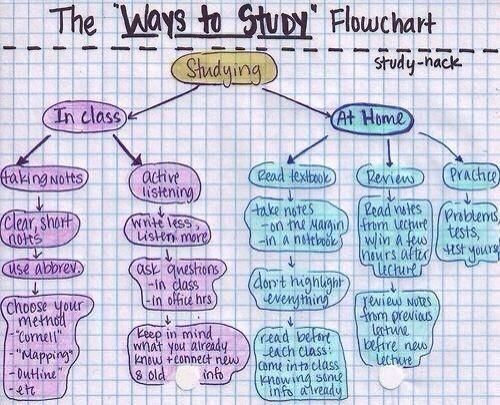 The "Ways to Study" Flowchart
study-hack
Studying
In class
At Home
taking notes
Clear, short
notes
use abbrev.
Choose your
method
-"Cornell"
-"Mapping"
-Outline"
-etc
active
listening
write less,
listen more
ask questions
-in class
-in office hrs
keep in mind
what you already
know + connect new
& old info
Read textbook
take notes
-on the margin
-in a notebook
don't highlight
everything
read before
each class:
come into class
knowing some
info already
Review
Read notes
from lecture
w/in a few
hours after
lecture
review notes
from previous
lecture
before new
lecture
Practice
Problems,
tests,
test yourse